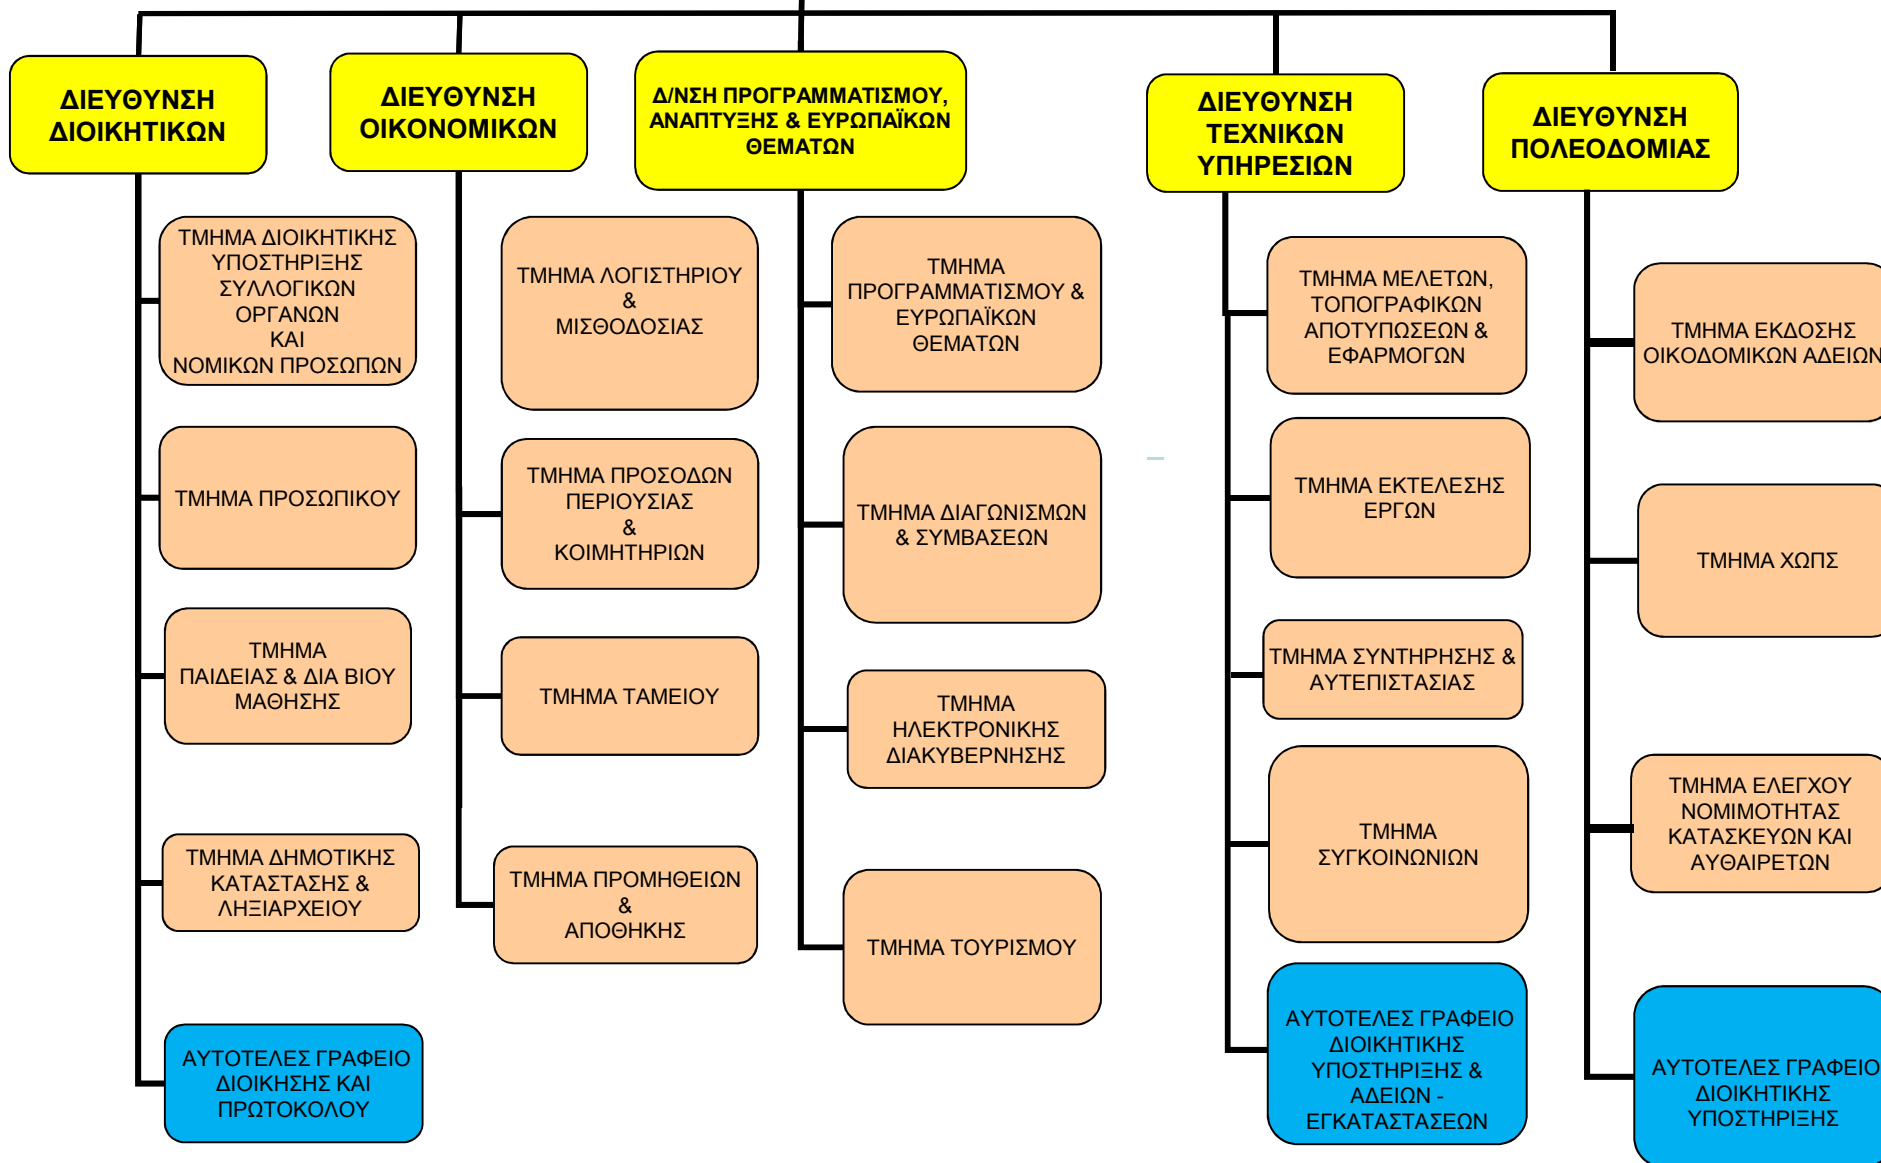 ΔΙΕΥΘΥΝΣΗ
ΔΙΟΙΚΗΤΙΚΩΝ
ΤΜΗΜΑ ΔΙΟΙΚΗΤΙΚΗΣ
ΥΠΟΣΤΗΡΙΞΗΣ
ΣΥΛΛΟΓΙΚΩΝ
ΟΡΓΑΝΩΝ
ΚΑΙ
ΝΟΜΙΚΩΝ ΠΡΟΣΩΠΩΝ
ΤΜΗΜΑ ΠΡΟΣΩΠΙΚΟΥ
ΤΜΗΜΑ
ΠΑΙΔΕΙΑΣ & ΔΙΑ ΒΙΟΥ
ΜΑΘΗΣΗΣ
ΤΜΗΜΑ ΔΗΜΟΤΙΚΗΣ
ΚΑΤΑΣΤΑΣΗΣ &
ΛΗΞΙΑΡΧΕΙΟΥ
ΑΥΤΟΤΕΛΕΣ ΓΡΑΦΕΙΟ
ΔΙΟΙΚΗΣΗΣ ΚΑΙ
ΠΡΩΤΟΚΟΛΟΥ
ΔΙΕΥΘΥΝΣΗ
ΟΙΚΟΝΟΜΙΚΩΝ
ΤΜΗΜΑ ΛΟΓΙΣΤΗΡΙΟΥ
&
ΜΙΣΘΟΔΟΣΙΑΣ
ΤΜΗΜΑ ΠΡΟΣΟΔΩΝ
ΠΕΡΙΟΥΣΙΑΣ
&
ΚΟΙΜΗΤΗΡΙΩΝ
ΤΜΗΜΑ ΤΑΜΕΙΟΥ
ΤΜΗΜΑ ΠΡΟΜΗΘΕΙΩΝ
&
ΑΠΟΘΗΚΗΣ
Δ/ΝΣΗ ΠΡΟΓΡΑΜΜΑΤΙΣΜΟΥ,
ΑΝΑΠΤΥΞΗΣ & ΕΥΡΩΠΑΪΚΩΝ
ΘΕΜΑΤΩΝ
ΤΜΗΜΑ
ΠΡΟΓΡΑΜΜΑΤΙΣΜΟΥ &
ΕΥΡΩΠΑΪΚΩΝ
ΘΕΜΑΤΩΝ
ΤΜΗΜΑ ΔΙΑΓΩΝΙΣΜΩΝ
& ΣΥΜΒΑΣΕΩΝ
ΤΜΗΜΑ
ΗΛΕΚΤΡΟΝΙΚΗΣ
ΔΙΑΚΥΒΕΡΝΗΣΗΣ
ΤΜΗΜΑ ΤΟΥΡΙΣΜΟΥ
ΔΙΕΥΘΥΝΣΗ
ΤΕΧΝΙΚΩΝ
ΥΠΗΡΕΣΙΩΝ
ΤΜΗΜΑ ΜΕΛΕΤΩΝ,
ΤΟΠΟΓΡΑΦΙΚΩΝ
ΑΠΟΤΥΠΩΣΕΩΝ &
ΕΦΑΡΜΟΓΩΝ
ΤΜΗΜΑ ΕΚΤΕΛΕΣΗΣ
ΕΡΓΩΝ
ΤΜΗΜΑ ΣΥΝΤΗΡΗΣΗΣ &
ΑΥΤΕΠΙΣΤΑΣΙΑΣ
ΤΜΗΜΑ
ΣΥΓΚΟΙΝΩΝΙΩΝ
ΑΥΤΟΤΕΛΕΣ ΓΡΑΦΕΙΟ
ΔΙΟΙΚΗΤΙΚΗΣ
ΥΠΟΣΤΗΡΙΞΗΣ &
ΑΔΕΙΩΝ -
ΕΓΚΑΤΑΣΤΑΣΕΩΝ
ΔΙΕΥΘΥΝΣΗ
ΠΟΛΕΟΔΟΜΙΑΣ
ΤΜΗΜΑ ΕΚΔΟΣΗΣ
ΟΙΚΟΔΟΜΙΚΩΝ ΑΔΕΙΩΝ
ΤΜΗΜΑ ΧΩΠΣ
ΤΜΗΜΑ ΕΛΕΓΧΟΥ
ΝΟΜΙΜΟΤΗΤΑΣ
ΚΑΤΑΣΚΕΥΩΝ ΚΑΙ
ΑΥΘΑΙΡΕΤΩΝ
ΑΥΤΟΤΕΛΕΣ ΓΡΑΦΕΙΟ
ΔΙΟΙΚΗΤΙΚΗΣ
ΥΠΟΣΤΗΡΙΞΗΣ